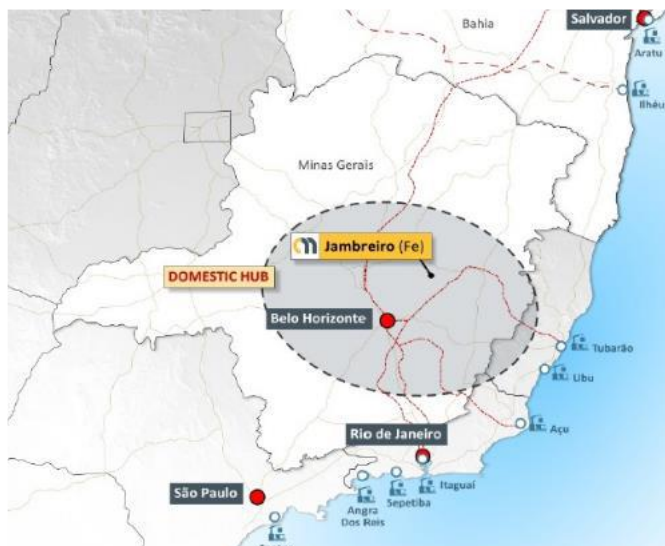 Salvador
Bahia
Aratu
Minas Gerais
Jambreiro (Fe)
DOMESTIC HUB
Belo Horizonte
Tubarão
Ubu
Açu
Rio de Janeiro
São Paulo
Itaguaí
Sepetiba
Angra
Dos Reis